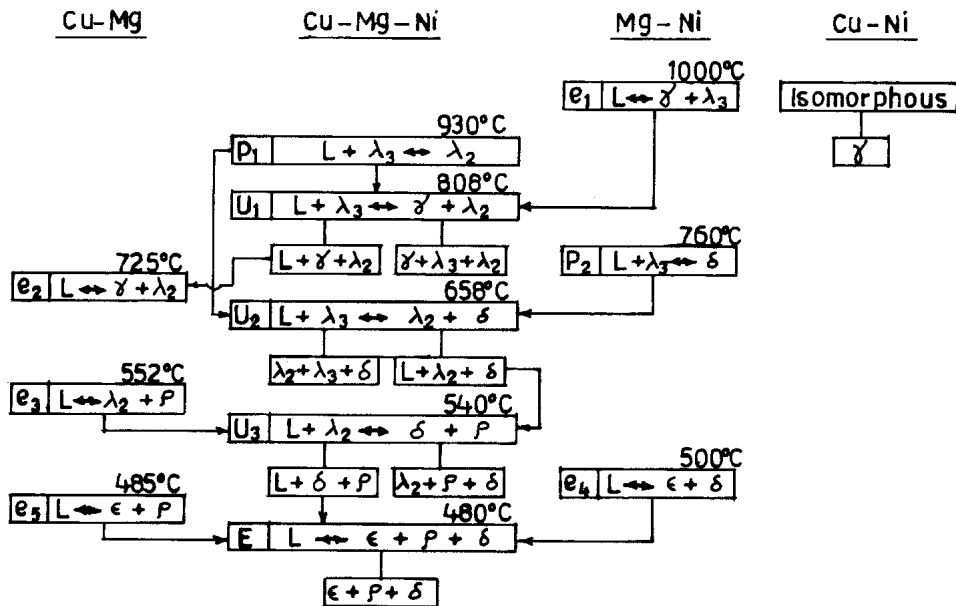 Cu-Mg Cu-Mg-Ni Mg-Ni Cu-Ni
1000°C
e₁ L ↔ γ + λ₃ Isomorphous
930°C
P₁ L + λ₃ ↔ λ₂ γ
808°C
U₁ L + λ₃ ↔ γ + λ₂
760°C
L + γ + λ₂ γ + λ₃ + λ₂ P₂ L + λ₃ ↔ δ
725°C
e₂ L ↔ γ + λ₂
658°C
U₂ L + λ₃ ↔ λ₂ + δ
λ₂ + λ₃ + δ L + λ₂ + δ
552°C
e₃ L ↔ λ₂ + ρ
540°C
U₃ L + λ₂ ↔ δ + ρ
500°C
L + δ + ρ λ₂ + ρ + δ e₄ L ↔ ϵ + δ
485°C
e₅ L ↔ ϵ + ρ
480°C
E L ↔ ϵ + ρ + δ
ϵ + ρ + δ